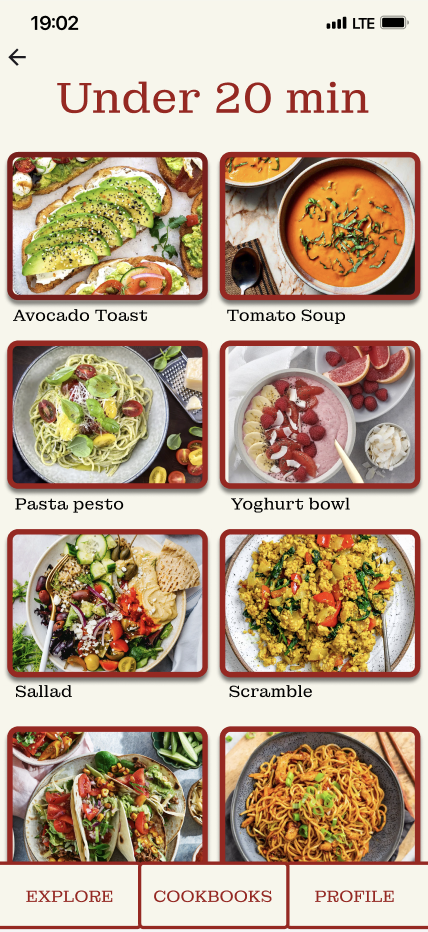 19:02 LTE
Under 20 min
Avocado Toast Tomato Soup
Pasta pesto Yoghurt bowl
Sallad Scramble
EXPLORE COOKBOOKS PROFILE